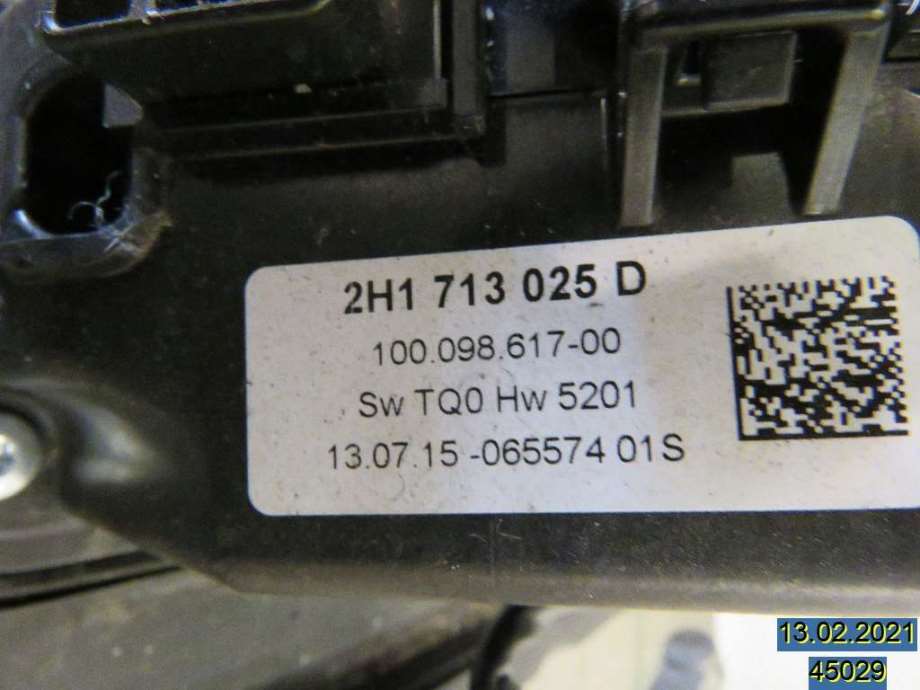 2H1 713 025 D
100.098.617-00
Sw TQ0 Hw 5201
13.07.15 -065574 01S
13.02.2021
45029